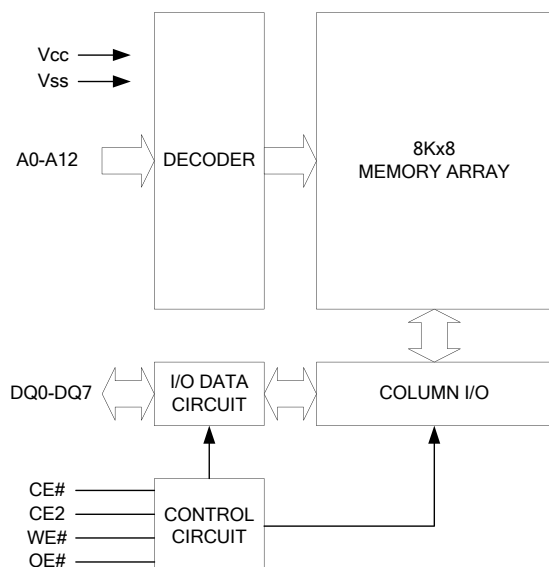 Vcc
Vss
A0-A12
DECODER
8Kx8
MEMORY ARRAY
DQ0-DQ7
I/O DATA
CIRCUIT
COLUMN I/O
CE#
CE2
WE#
OE#
CONTROL
CIRCUIT